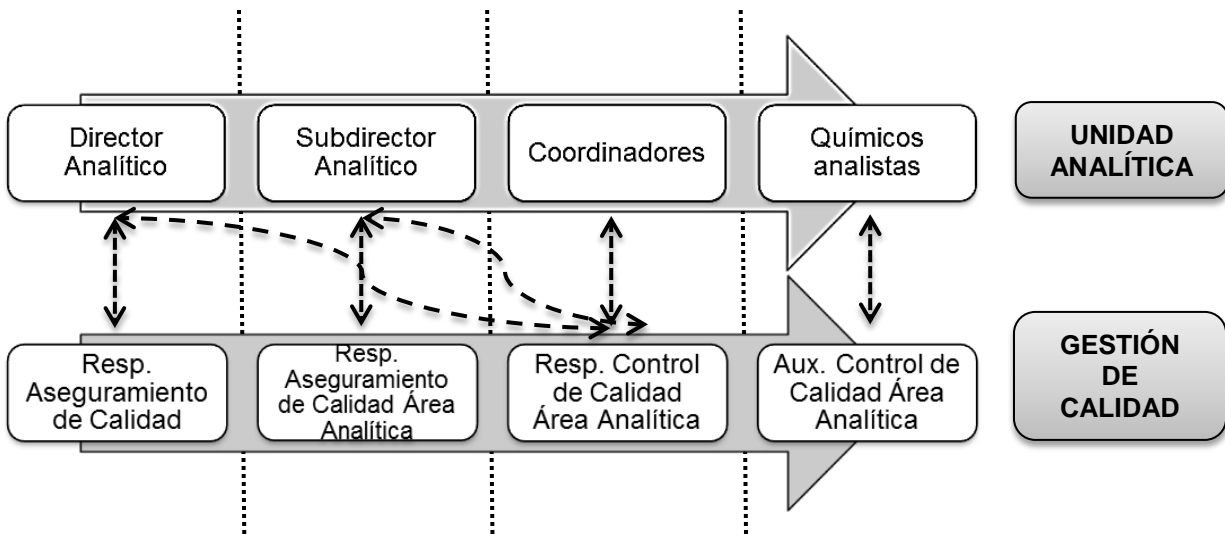 Director
Analítico
Subdirector
Analítico
Coordinadores
Químicos
analistas
UNIDAD
ANALÍTICA
Resp.
Aseguramiento
de Calidad
Resp.
Aseguramiento
de Calidad Área
Analítica
Resp. Control
de Calidad
Área Analítica
Aux. Control de
Calidad Área
Analítica
GESTIÓN
DE
CALIDAD